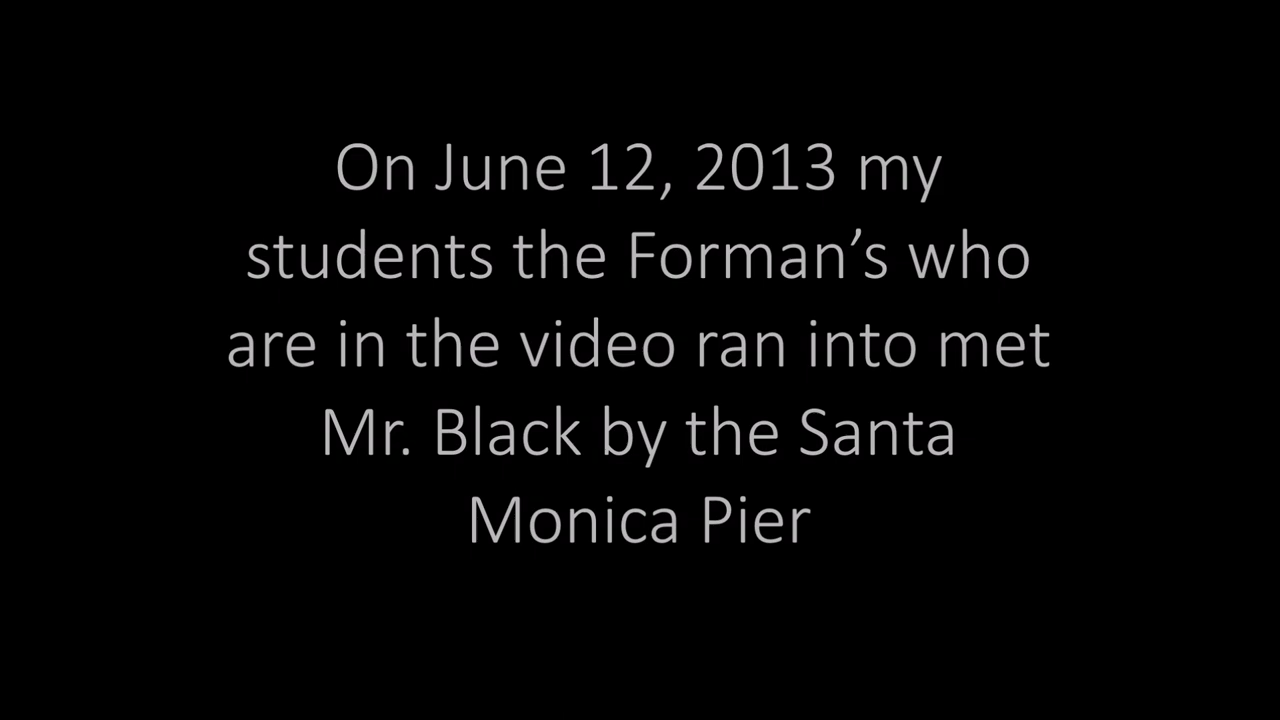 On June 12, 2013 my
students the Forman’s who
are in the video ran into met
Mr. Black by the Santa
Monica Pier